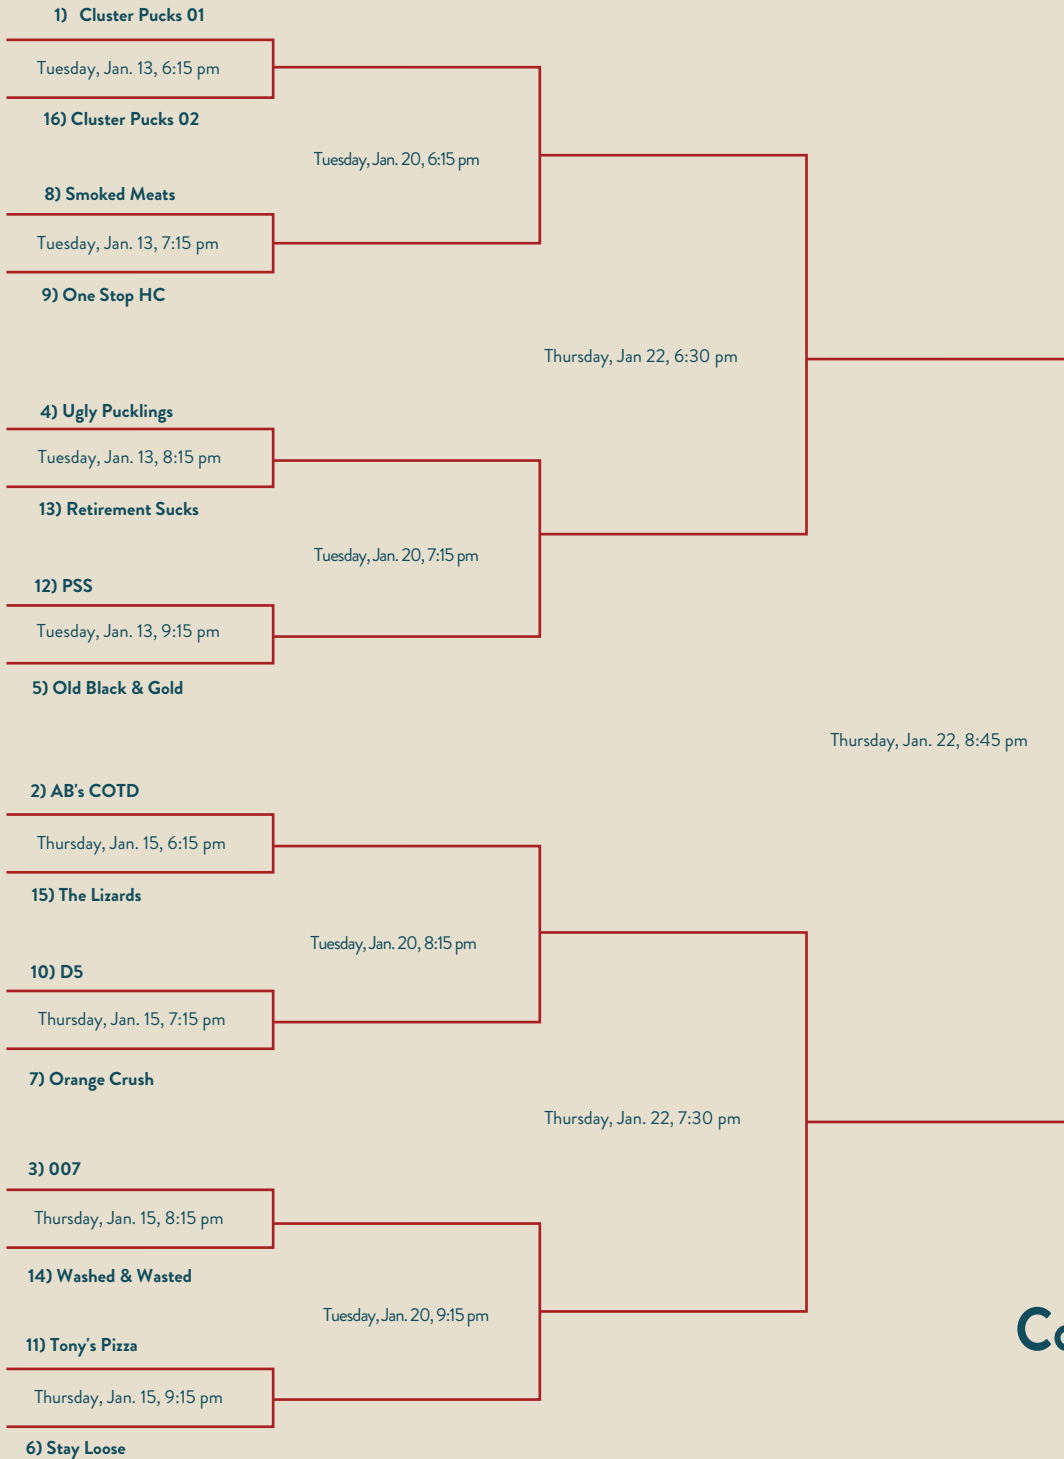 1) Cluster Pucks 01
Tuesday, Jan. 13, 6:15 pm
16) Cluster Pucks 02
Tuesday, Jan. 20, 6:15 pm
8) Smoked Meats
Tuesday, Jan. 13, 7:15 pm
9) One Stop HC
Thursday, Jan 22, 6:30 pm
4) Ugly Pucklings
Tuesday, Jan. 13, 8:15 pm
13) Retirement Sucks
Tuesday, Jan. 20, 7:15 pm
12) PSS
Tuesday, Jan. 13, 9:15 pm
5) Old Black & Gold
Thursday, Jan. 22, 8:45 pm
2) AB's COTD
Thursday, Jan. 15, 6:15 pm
15) The Lizards
Tuesday, Jan. 20, 8:15 pm
10) D5
Thursday, Jan. 15, 7:15 pm
7) Orange Crush
Thursday, Jan. 22, 7:30 pm
3) 007
Thursday, Jan. 15, 8:15 pm
14) Washed & Wasted
Tuesday, Jan. 20, 9:15 pm
11) Tony's Pizza
Thursday, Jan. 15, 9:15 pm
6) Stay Loose